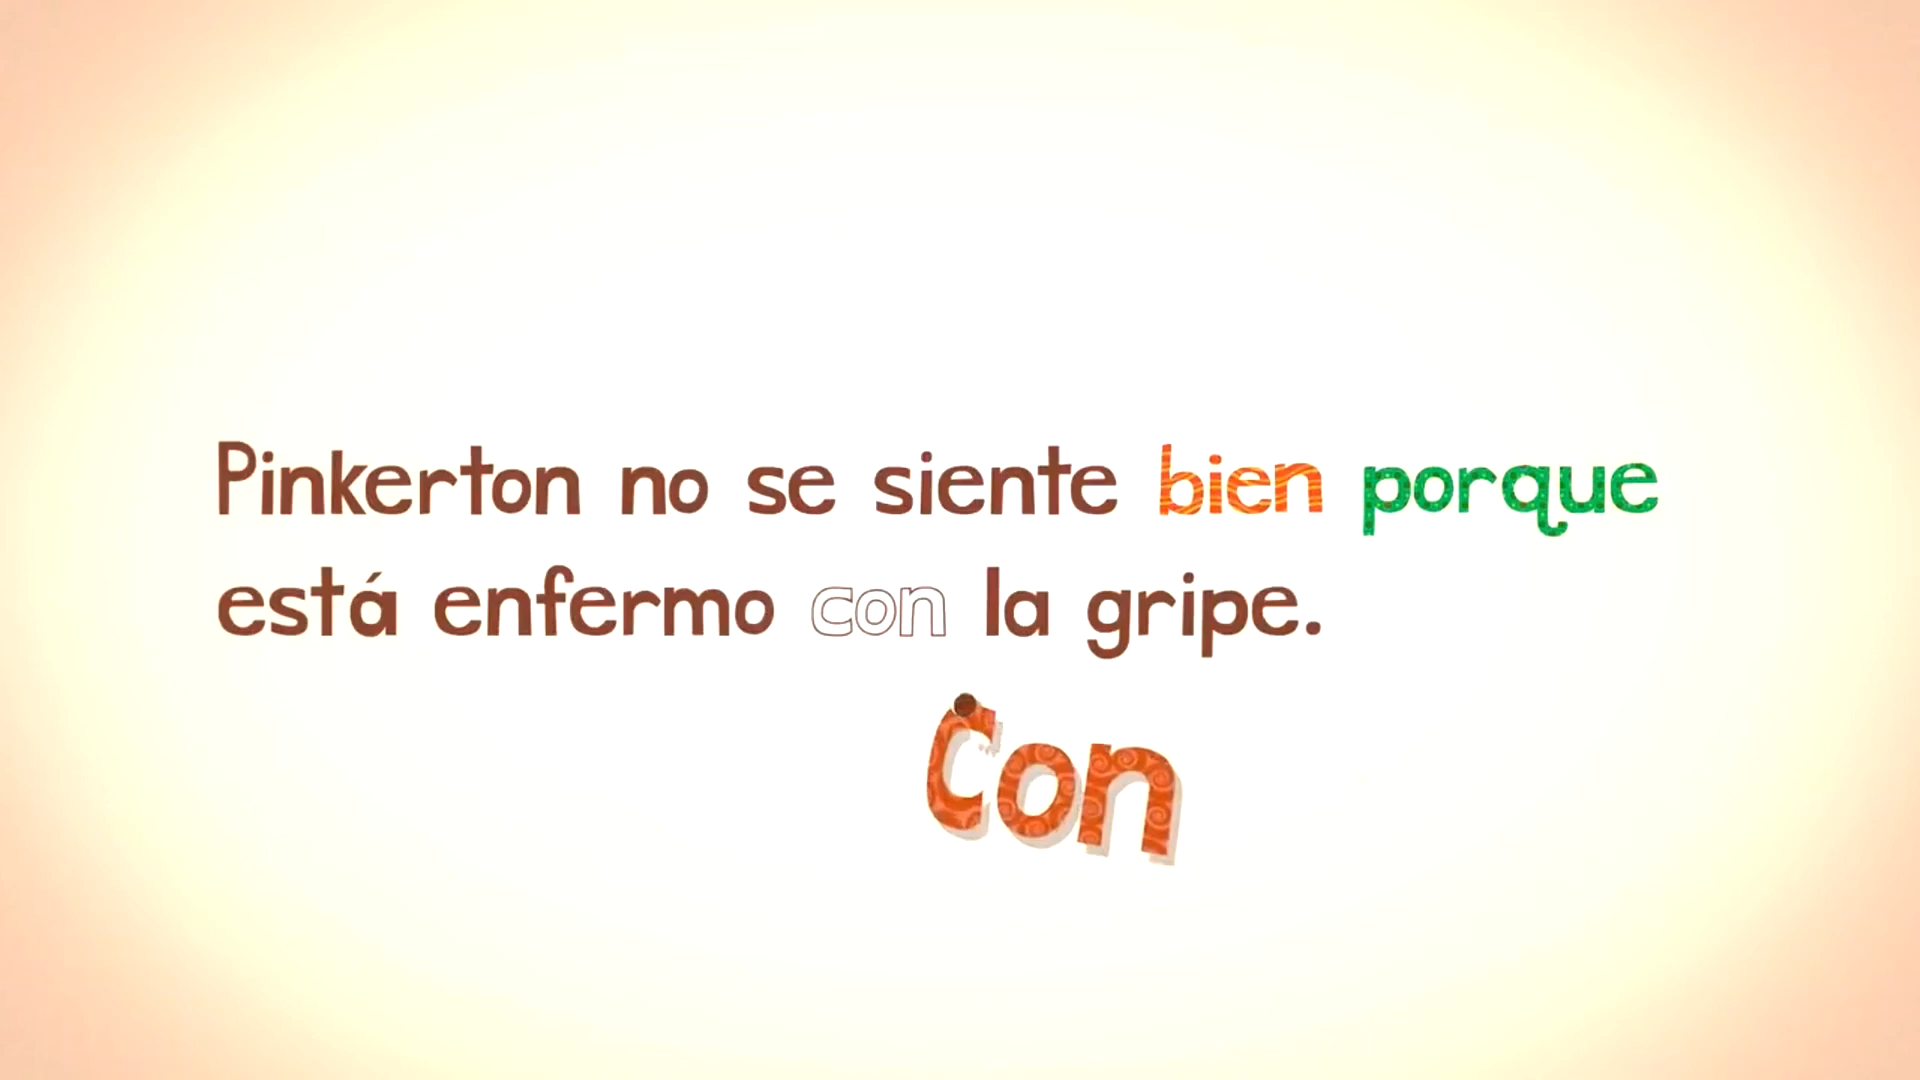 Pinkerton no se siente bien porque
está enfermo con la gripe.
con